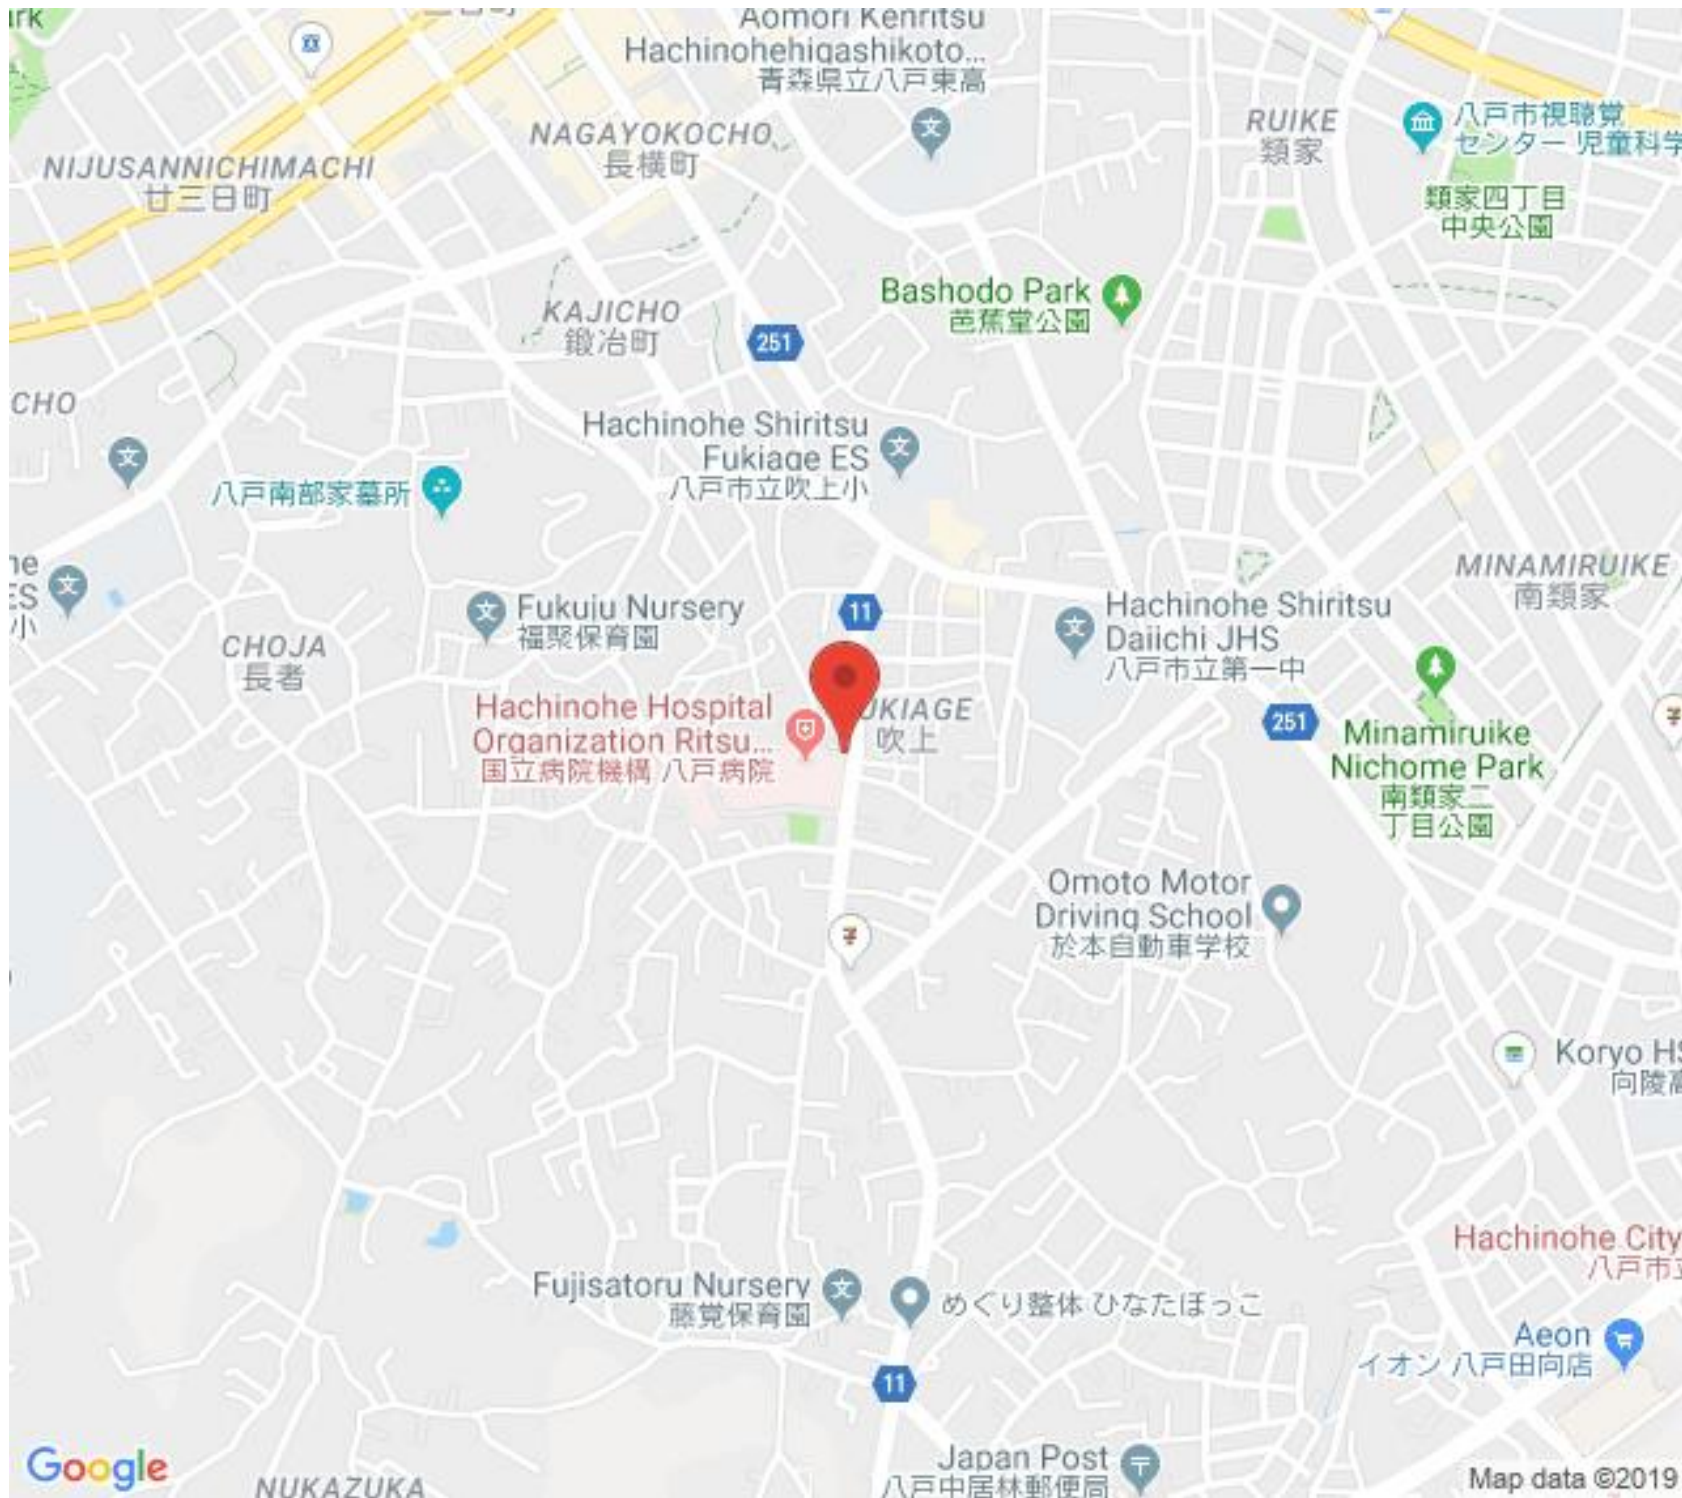 Aomori Kenritsu
Hachinohehigashikoto...
青森県立八戸東高
NAGAYOKOCHO
長横町
RUIKE
類家
八戸市視聴覚
センター 児童科学
NIJUSANNICHIMACHI
廿三日町
類家四丁目
中央公園
Bashodo Park
芭蕉堂公園
KAJICHO
鍛冶町
251
CHO
Hachinohe Shiritsu
Fukiage ES
八戸市立吹上小
八戸南部家墓所
ES
小
MINAMIRUIKE
南類家
11
Fukuju Nursery
福聚保育園
Hachinohe Shiritsu
Daiichi JHS
八戸市立第一中
CHOJA
長者
Hachinohe Hospital
Organization Ritsu...
国立病院機構 八戸病院
UKIAGE
吹上
251
Minamiruike
Nichome Park
南類家二
丁目公園
Omoto Motor
Driving School
於本自動車学校
Koryo HS
向陵高
Hachinohe City
八戸市立
Fujisatoru Nursery
藤覚保育園
めぐり整体 ひなたぼっこ
Aeon
イオン 八戸田向店
11
Japan Post
八戸中居林郵便局
Google
NUKAZUKA
Map data ©2019